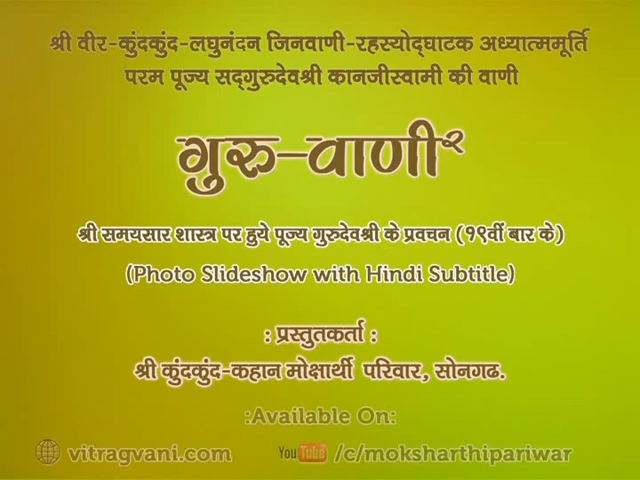 श्री वीर-कुंदकुंद-लघुनंदन जिनवाणी-रहस्योद्घाटक अध्यात्ममूर्ति
परम पूज्य सद्गुरुदेवश्री कानजीस्वामी की वाणी
गुरु-वाणी२
श्री समयसार शास्त्र पर हुये पूज्य गुरुदेवश्री के प्रवचन (१९वीं बार के)
(Photo Slideshow with Hindi Subtitle)
: प्रस्तुतकर्ता :
श्री कुंदकुंद-कहान मोक्षार्थी परिवार, सोनगढ.
:Available On:
vitragvani.com YouTube /c/moksharthipariwar